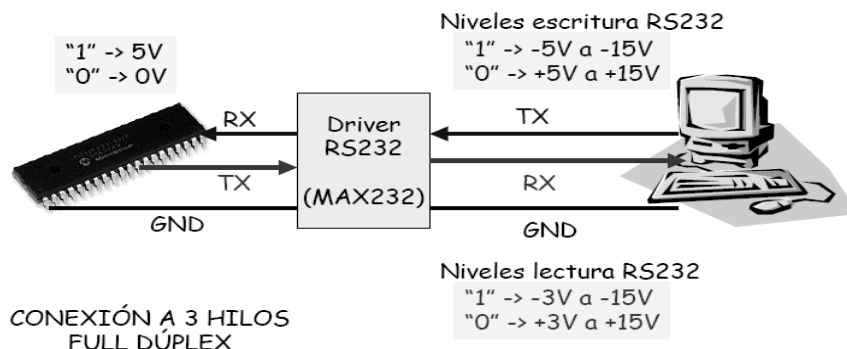 Niveles escritura RS232
"1" -> 5V
"0" -> 0V
"1" -> -5V a -15V
"0" -> +5V a +15V
RX
Driver
RS232
(MAX232)
TX
TX
RX
GND
GND
Niveles lectura RS232
"1" -> -3V a -15V
"0" -> +3V a +15V
CONEXIÓN A 3 HILOS
FULL DÚPLEX